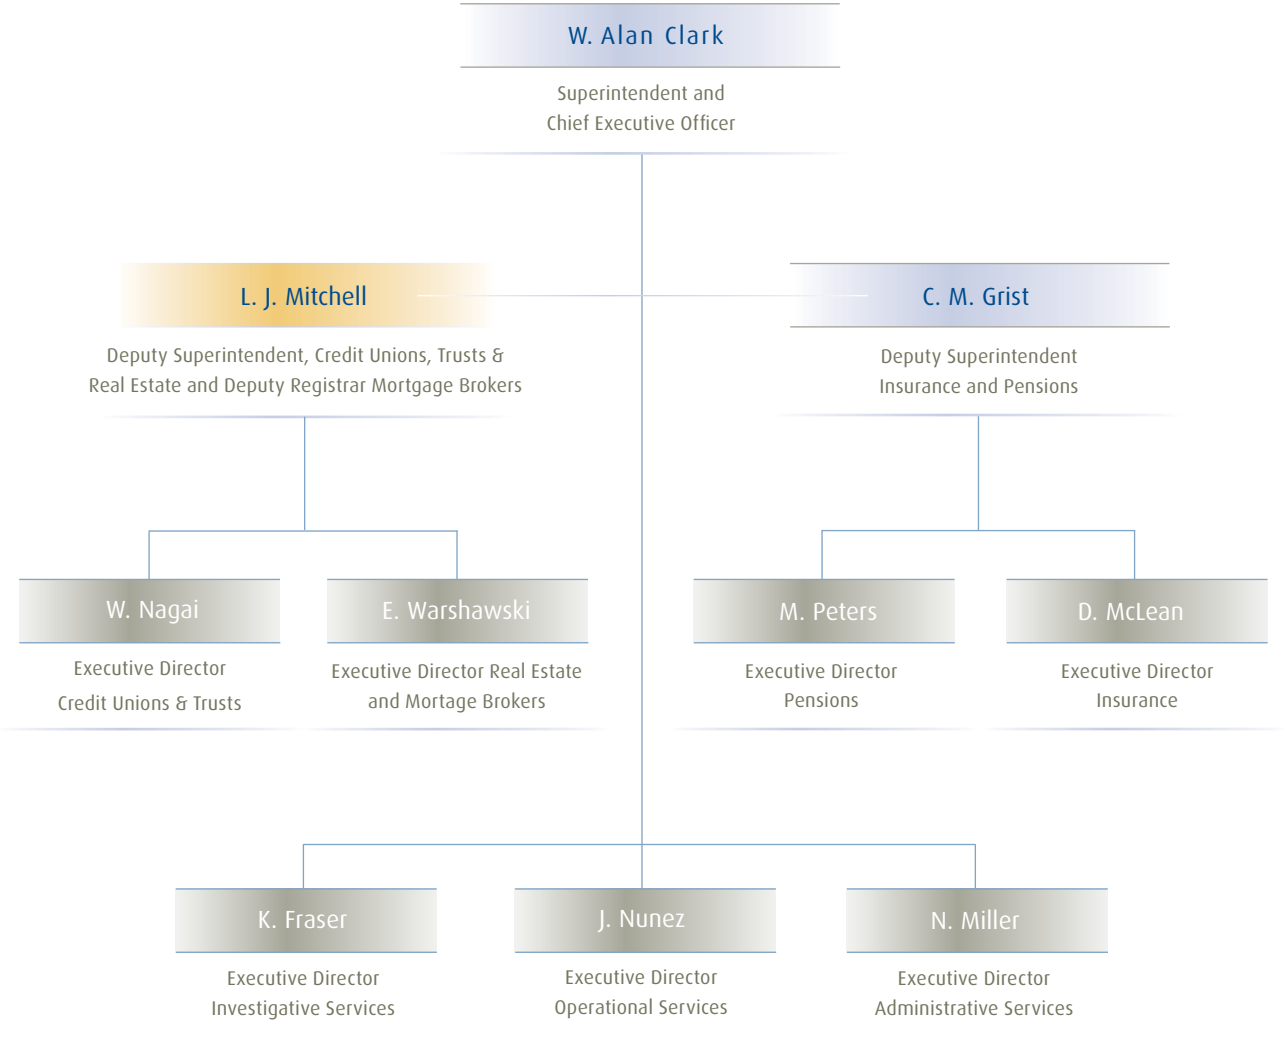 W. Alan Clark
Superintendent and
Chief Executive Officer
L. J. Mitchell
Deputy Superintendent, Credit Unions, Trusts &
Real Estate and Deputy Registrar Mortgage Brokers
C. M. Grist
Deputy Superintendent
Insurance and Pensions
W. Nagai
Executive Director
Credit Unions & Trusts
E. Warshawski
Executive Director Real Estate
and Mortage Brokers
M. Peters
Executive Director
Pensions
D. McLean
Executive Director
Insurance
K. Fraser
Executive Director
Investigative Services
J. Nunez
Executive Director
Operational Services
N. Miller
Executive Director
Administrative Services